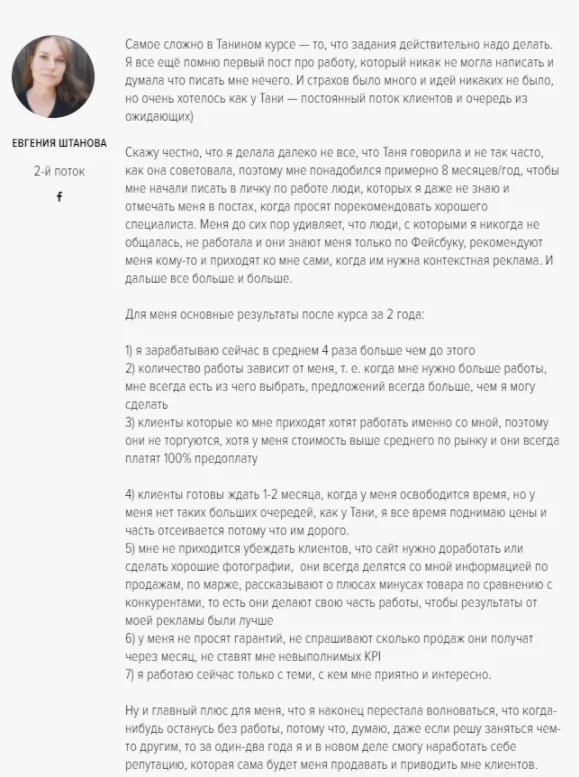 Самое сложно в Танином курсе — то, что задания действительно надо делать.
Я все ещё помню первый пост про работу, который никак не могла написать и
думала что писать мне нечего. И страхов было много и идей никаких не было,
но очень хотелось как у Тани — постоянный поток клиентов и очередь из
ожидающих)
ЕВГЕНИЯ ШТАНОВА
2-й поток
f
Скажу честно, что я делала далеко не все, что Таня говорила и не так часто,
как она советовала, поэтому мне понадобился примерно 8 месяцев/год, чтобы
мне начали писать в личку по работе люди, которых я даже не знаю и
отмечать меня в постах, когда просят порекомендовать хорошего
специалиста. Меня до сих пор удивляет, что люди, с которыми я никогда не
общалась, не работала и они знают меня только по Фейсбуку, рекомендуют
меня кому-то и приходят ко мне сами, когда им нужна контекстная реклама. И
дальше все больше и больше.
Для меня основные результаты после курса за 2 года:
1) я зарабатываю сейчас в среднем 4 раза больше чем до этого
2) количество работы зависит от меня, т. е. когда мне нужно больше работы,
мне всегда есть из чего выбрать, предложений всегда больше, чем я могу
сделать
3) клиенты которые ко мне приходят хотят работать именно со мной, поэтому
они не торгуются, хотя у меня стоимость выше среднего по рынку и они всегда
платят 100% предоплату
4) клиенты готовы ждать 1-2 месяца, когда у меня освободится время, но у
меня нет таких больших очередей, как у Тани, я все время поднимаю цены и
часть отсеивается потому что им дорого.
5) мне не приходится убеждать клиентов, что сайт нужно доработать или
сделать хорошие фотографии, они всегда делятся со мной информацией по
продажам, по марже, рассказывают о плюсах минусах товара по сравнению с
конкурентами, то есть они делают свою часть работы, чтобы результаты от
моей рекламы были лучше
6) у меня не просят гарантий, не спрашивают сколько продаж они получат
через месяц, не ставят мне невыполнимых KPI
7) я работаю сейчас только с теми, с кем мне приятно и интересно.
Ну и главный плюс для меня, что я наконец перестала волноваться, что когда-
нибудь останусь без работы, потому что, думаю, даже если решу заняться чем-
то другим, то за один-два года я и в новом деле смогу наработать себе
репутацию, которая сама будет меня продавать и приводить мне клиентов.